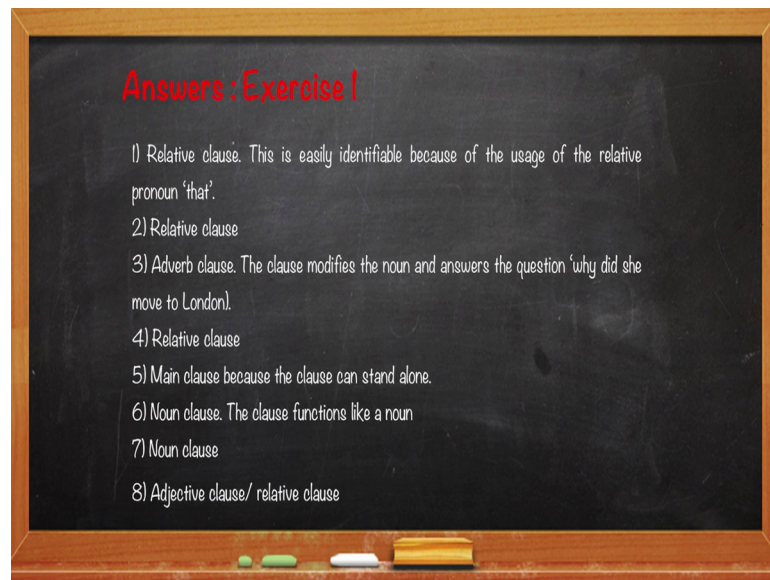 Answers : Exercise 1
1) Relative clause. This is easily identifiable because of the usage of the relative
pronoun ‘that’.
2) Relative clause
3) Adverb clause. The clause modifies the noun and answers the question ‘why did she
move to London).
4) Relative clause
5) Main clause because the clause can stand alone.
6) Noun clause. The clause functions like a noun
7) Noun clause
8) Adjective clause/ relative clause